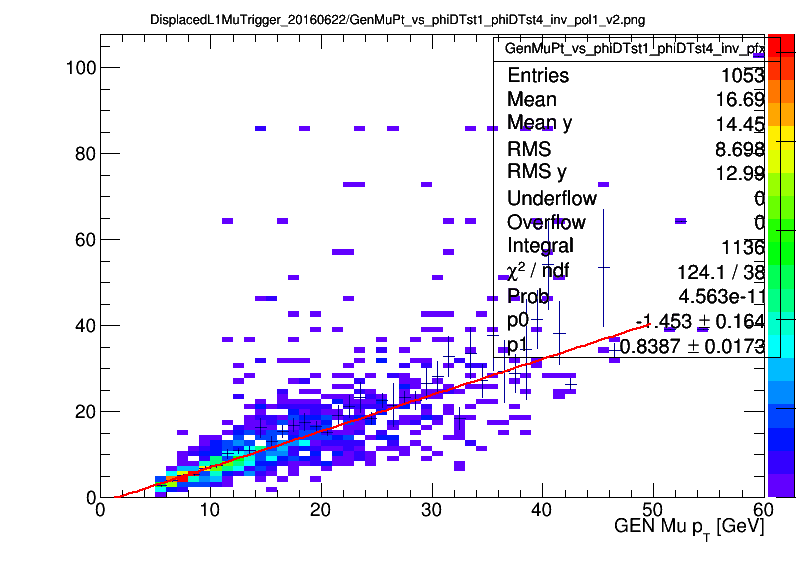 DisplacedL1MuTrigger_20160622/GenMuPt_vs_phiDTst1_phiDTst4_inv_pol1_v2.png
GenMuPt_vs_phiDTst1_phiDTst4_inv_pfx
Entries 1053
Mean 16.69
Mean y 14.45
RMS 8.698
RMS y 12.99
Underflow 0
Overflow 0
Integral 1136
χ² / ndf 124.1 / 38
Prob 4.563e-11
p0 -1.453 ± 0.164
p1 0.8387 ± 0.0173
100
80
60
40
20
0
0 10 20 30 40 50 60
GEN Mu p_T [GeV]